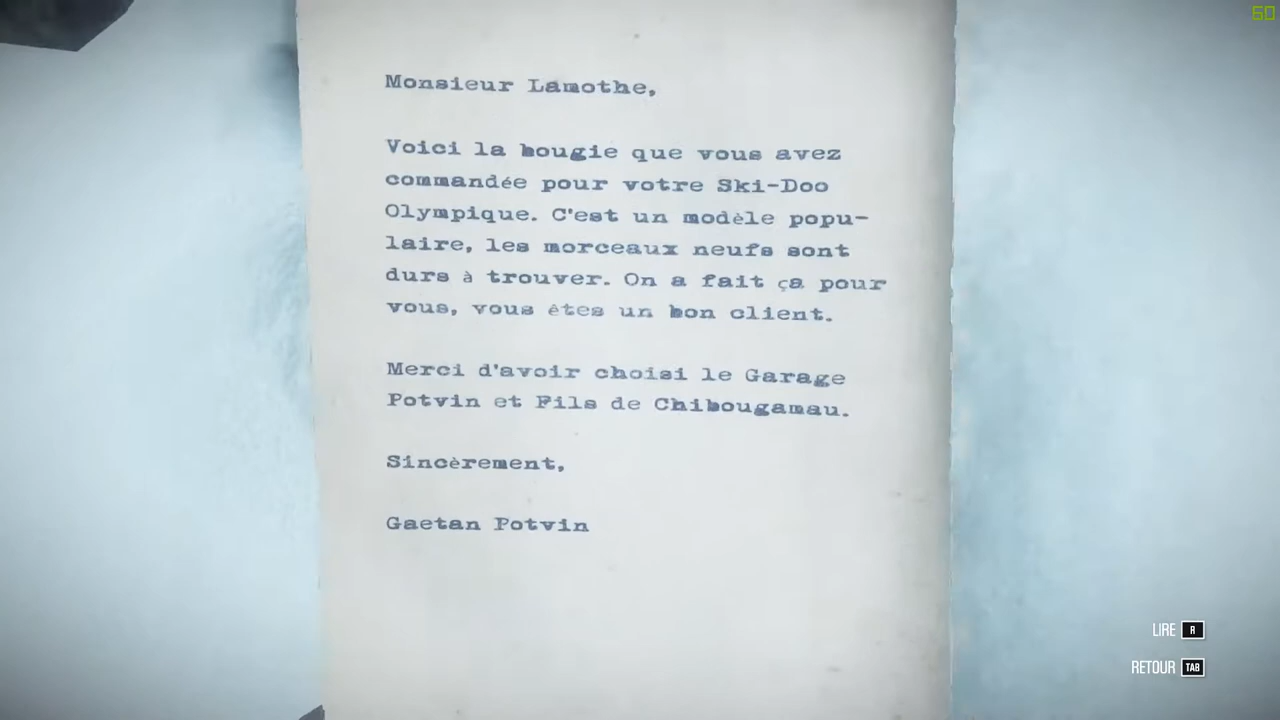 60
Monsieur Lamothe,
Voici la bougie que vous avez
commandée pour votre Ski-Doo
Olympique. C'est un modèle popu-
laire, les morceaux neufs sont
durs à trouver. On a fait ça pour
vous, vous êtes un bon client.
Merci d'avoir choisi le Garage
Potvin et Fils de Chibougamau.
Sincèrement,
Gaetan Potvin
LIRE R
RETOUR TAB